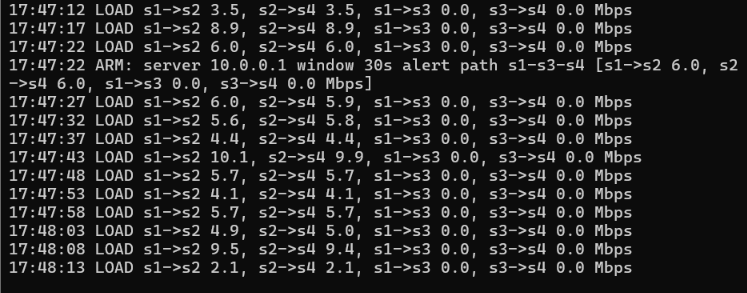 17:47:12 LOAD s1->s2 3.5, s2->s4 3.5, s1->s3 0.0, s3->s4 0.0 Mbps
17:47:17 LOAD s1->s2 8.9, s2->s4 8.9, s1->s3 0.0, s3->s4 0.0 Mbps
17:47:22 LOAD s1->s2 6.0, s2->s4 6.0, s1->s3 0.0, s3->s4 0.0 Mbps
17:47:22 ARM: server 10.0.0.1 window 30s alert path s1-s3-s4 [s1->s2 6.0, s2
->s4 6.0, s1->s3 0.0, s3->s4 0.0 Mbps]
17:47:27 LOAD s1->s2 6.0, s2->s4 5.9, s1->s3 0.0, s3->s4 0.0 Mbps
17:47:32 LOAD s1->s2 5.6, s2->s4 5.8, s1->s3 0.0, s3->s4 0.0 Mbps
17:47:37 LOAD s1->s2 4.4, s2->s4 4.4, s1->s3 0.0, s3->s4 0.0 Mbps
17:47:43 LOAD s1->s2 10.1, s2->s4 9.9, s1->s3 0.0, s3->s4 0.0 Mbps
17:47:48 LOAD s1->s2 5.7, s2->s4 5.7, s1->s3 0.0, s3->s4 0.0 Mbps
17:47:53 LOAD s1->s2 4.1, s2->s4 4.1, s1->s3 0.0, s3->s4 0.0 Mbps
17:47:58 LOAD s1->s2 5.7, s2->s4 5.7, s1->s3 0.0, s3->s4 0.0 Mbps
17:48:03 LOAD s1->s2 4.9, s2->s4 5.0, s1->s3 0.0, s3->s4 0.0 Mbps
17:48:08 LOAD s1->s2 9.5, s2->s4 9.4, s1->s3 0.0, s3->s4 0.0 Mbps
17:48:13 LOAD s1->s2 2.1, s2->s4 2.1, s1->s3 0.0, s3->s4 0.0 Mbps